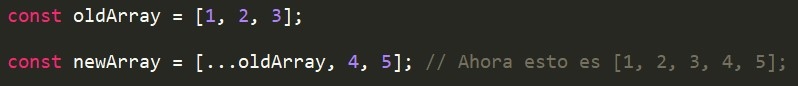 const oldArray = [1, 2, 3];
const newArray = [...oldArray, 4, 5]; // Ahora esto es [1, 2, 3, 4, 5];